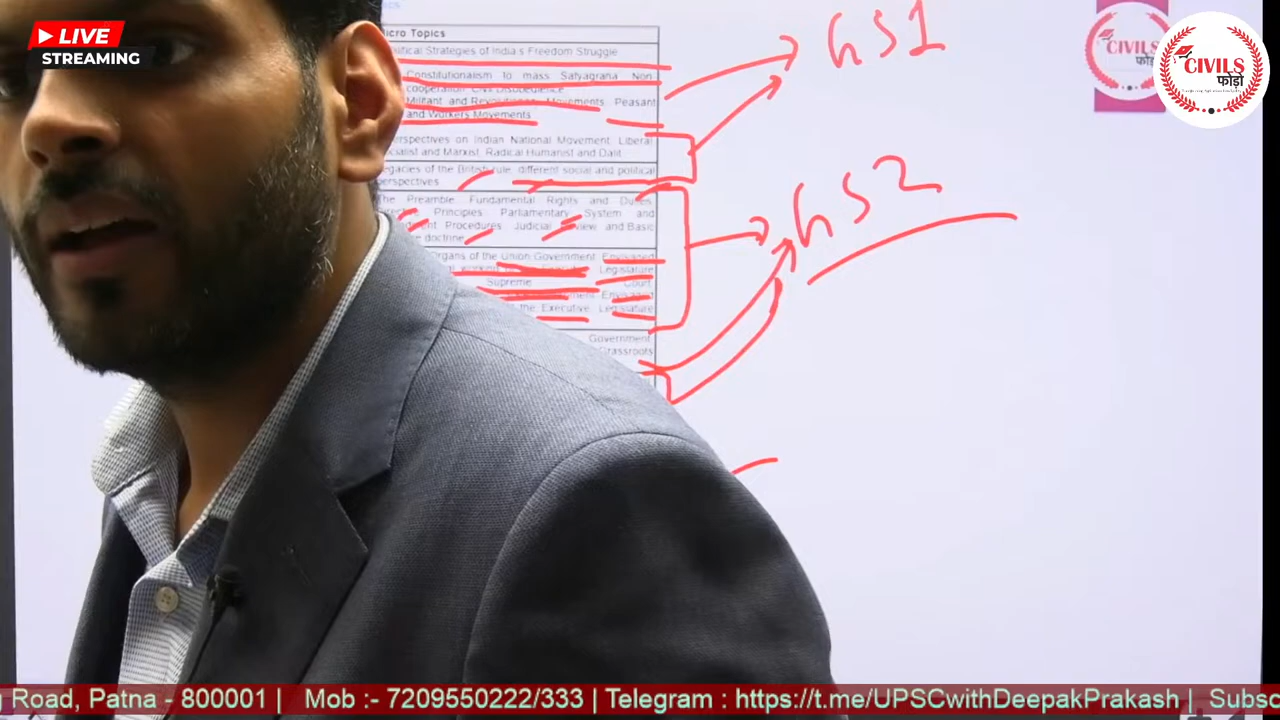 LIVE
STREAMING
Micro Topics
Political Strategies of India's Freedom Struggle
Constitutionalism to mass Satyagraha Non
cooperation Civil Disobedience
Militant and Revolutionary Movements Peasant
and Workers Movements
Perspectives on Indian National Movement Liberal
Socialist and Marxist Radical Humanist and Dalit
Legacies of the British rule different social and political
perspectives
The Preamble Fundamental Rights and Duties
Principles Parliamentary System and
Procedures Judicial Review and Basic
doctrine
Organs of the Union Government Envisaged
Legislature
Supreme Court
Envisaged
the Executive Legislature
Government
Grassroots
GS1
GS2
CIVILS
फोड़ो
CIVILS
फोड़ो
Road, Patna - 800001 | Mob :- 7209550222/333 | Telegram : https://t.me/UPSCwithDeepakPrakash |